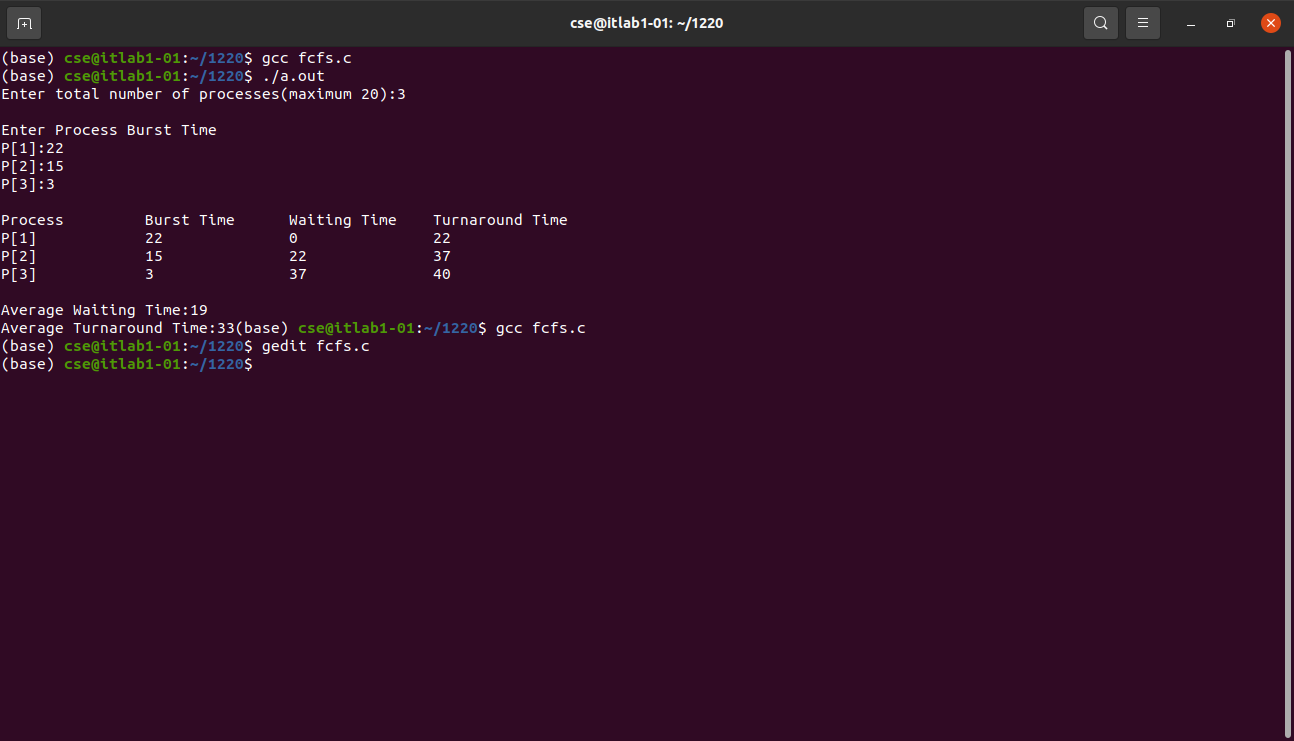 cse@itlab1-01: ~/1220
(base) cse@itlab1-01:~/1220$ gcc fcfs.c
(base) cse@itlab1-01:~/1220$ ./a.out
Enter total number of processes(maximum 20):3
Enter Process Burst Time
P[1]:22
P[2]:15
P[3]:3
Process Burst Time Waiting Time Turnaround Time
P[1] 22 0 22
P[2] 15 22 37
P[3] 3 37 40
Average Waiting Time:19
Average Turnaround Time:33(base) cse@itlab1-01:~/1220$ gcc fcfs.c
(base) cse@itlab1-01:~/1220$ gedit fcfs.c
(base) cse@itlab1-01:~/1220$